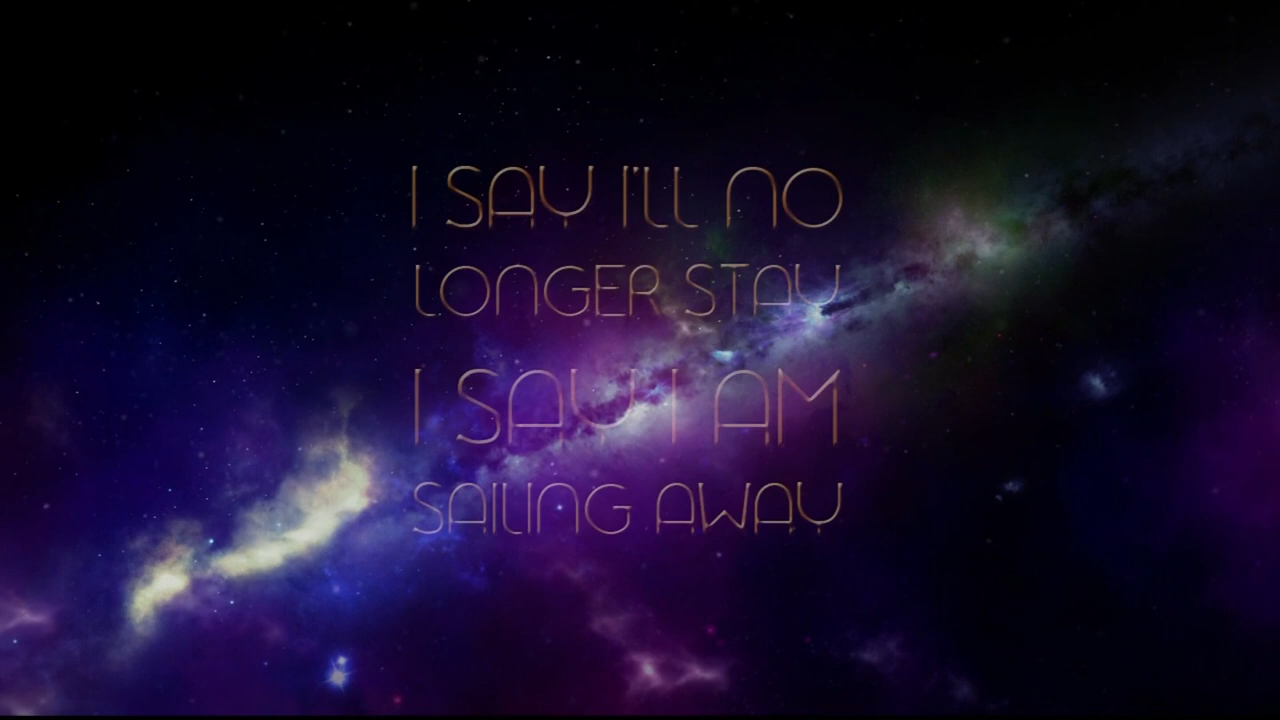 I SAY I'LL NO
LONGER STAY
I SAY I AM
SAILING AWAY